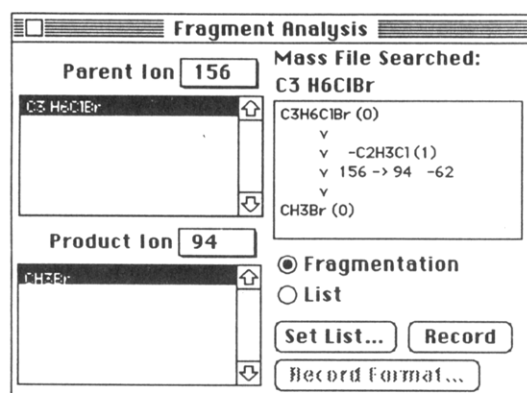 Fragment Analysis
Parent Ion 156
C3 H6ClBr
Product Ion 94
CH3Br
Mass File Searched:
C3 H6ClBr
C3H6ClBr (0)
v
v -C2H3Cl (1)
v 156 -> 94 -62
v
CH3Br (0)
Fragmentation
List
Set List...
Record
Record Format...